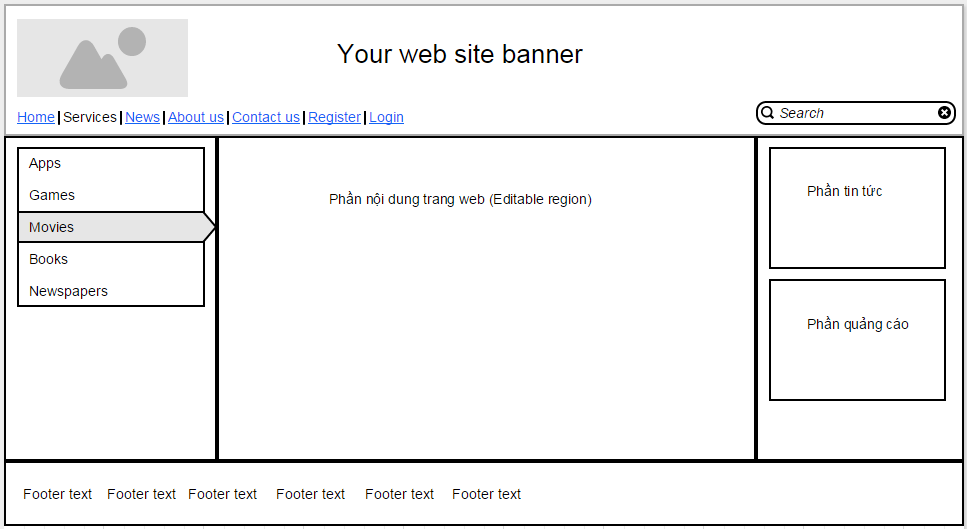 Your web site banner
Home|Services|News|About us|Contact us|Register|Login
Search
Apps
Games
Movies
Books
Newspapers
Phần nội dung trang web (Editable region)
Phần tin tức
Phần quảng cáo
Footer text Footer text Footer text Footer text Footer text Footer text